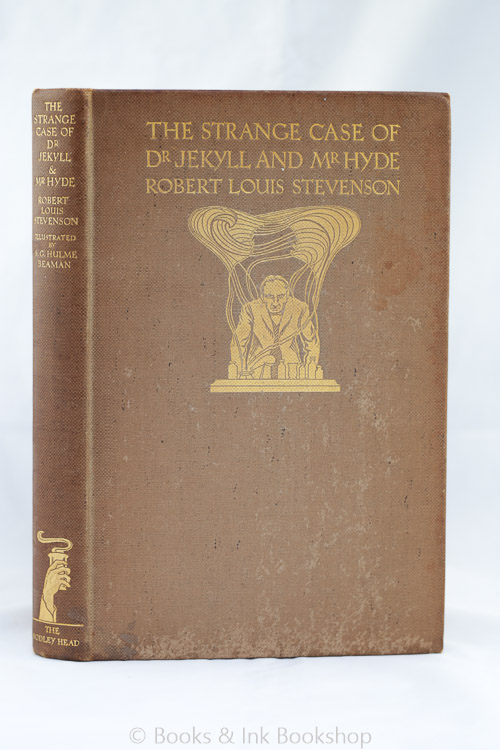 THE STRANGE CASE OF
DR JEKYLL AND MR HYDE
ROBERT LOUIS STEVENSON
THE
STRANGE
CASE OF
DR
JEKYLL
&
MR HYDE
ROBERT
LOUIS
STEVENSON
ILLUSTRATED
BY
S.G. HULME
BEAMAN
THE
BODLEY HEAD
© Books & Ink Bookshop